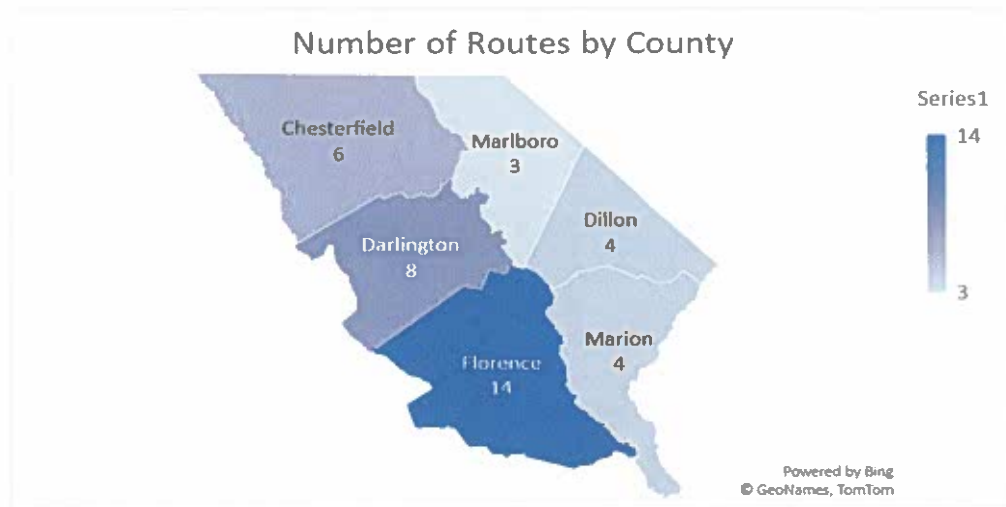 Number of Routes by County
Series1
14
3
Chesterfield
6
Marlboro
3
Dillon
4
Darlington
8
Marion
4
Florence
14
Powered by Bing
© GeoNames, TomTom